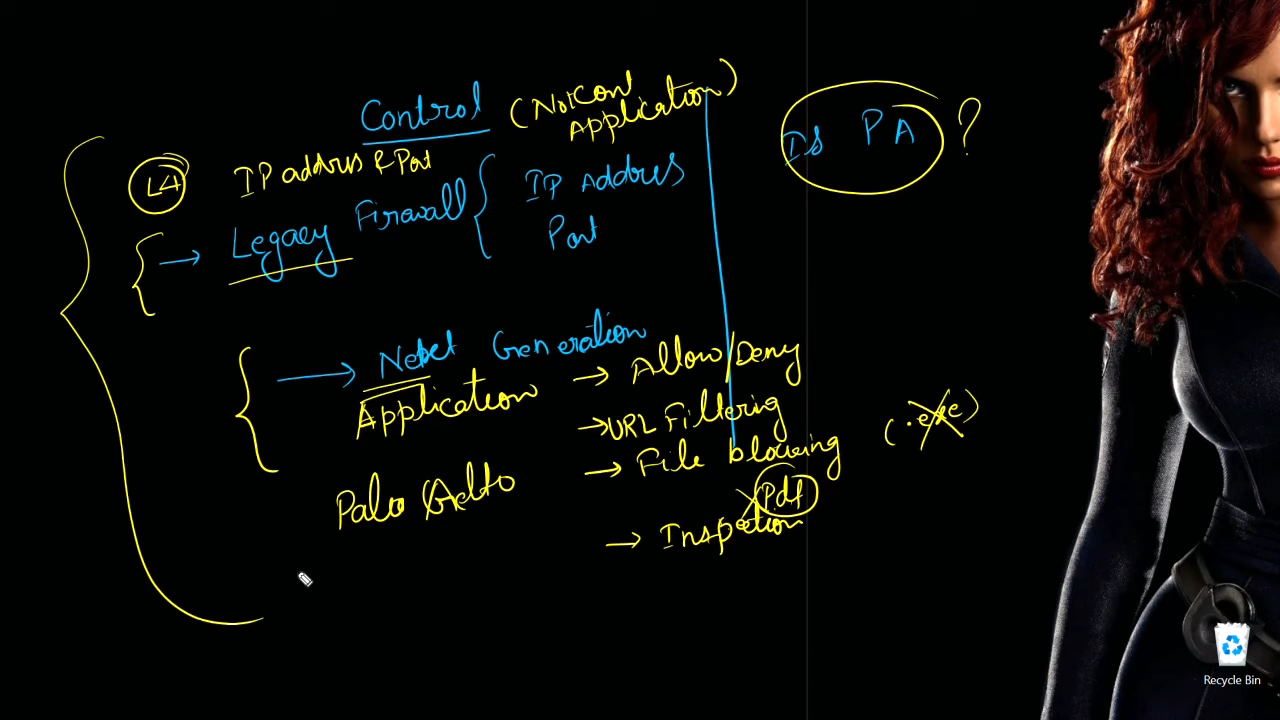 Control (Not Cont
Application)
Is PA ?
L4 IP address & Port
→ Legacy Firewall { IP Address
Port
→ Next Generation
Application → Allow/Deny
→ URL Filtering
→ File blocking (.exe)
Palo Alto
Pdf
→ Inspection
Recycle Bin